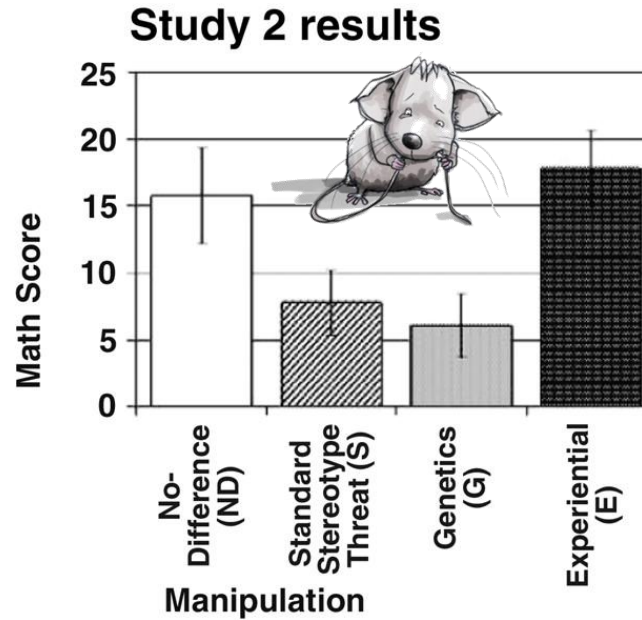 Study 2 results
25
20
15
10
5
0
Math Score
No-
Difference
(ND)
Standard
Stereotype
Threat (S)
Genetics
(G)
Experiential
(E)
Manipulation